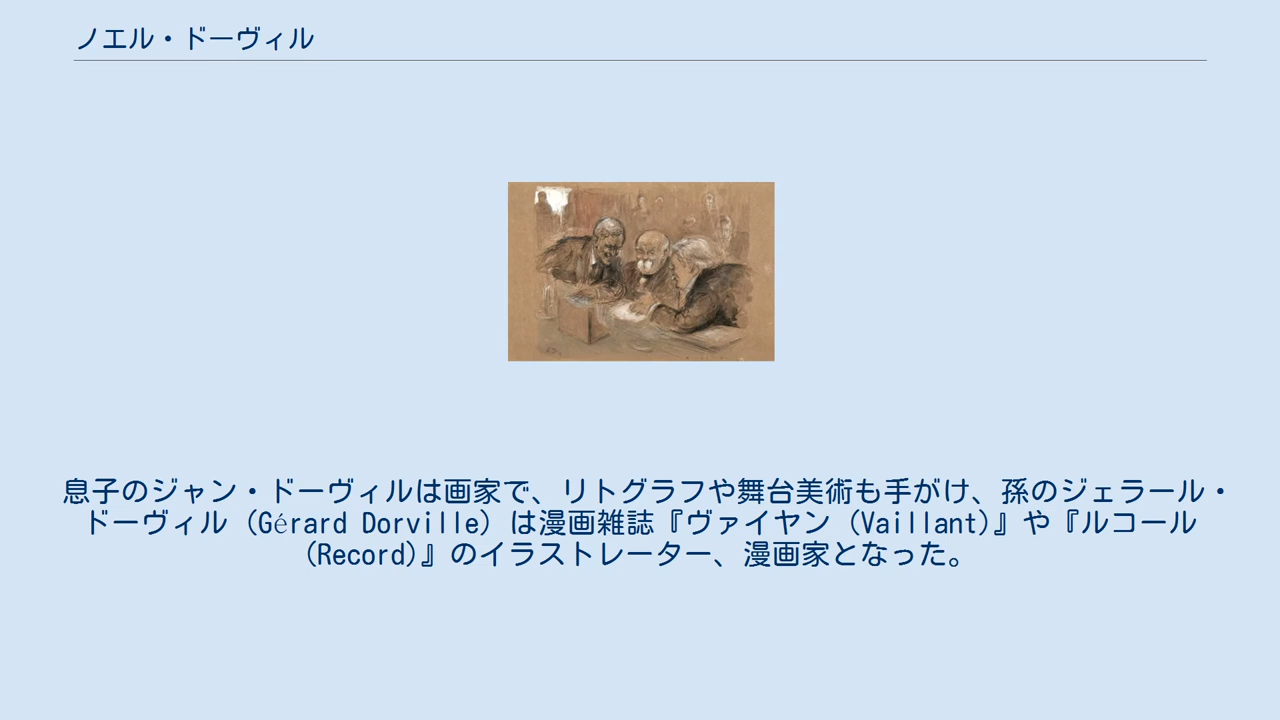 ノエル・ドーヴィル
息子のジャン・ドーヴィルは画家で、リトグラフや舞台美術も手がけ、孫のジェラール・
ドーヴィル（Gérard Dorville）は漫画雑誌『ヴァイヤン（Vaillant)』や『ルコール
（Record)』のイラストレーター、漫画家となった。